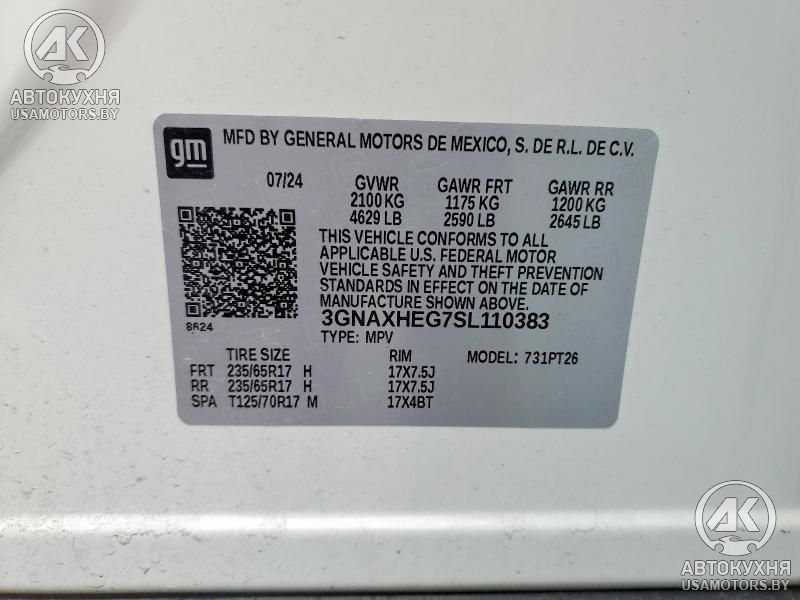 AK
АВТОКУХНЯ
USAMOTORS.BY
gm
MFD BY GENERAL MOTORS DE MEXICO, S. DE R.L. DE C.V.
07/24 GVWR GAWR FRT GAWR RR
2100 KG 1175 KG 1200 KG
4629 LB 2590 LB 2645 LB
THIS VEHICLE CONFORMS TO ALL
APPLICABLE U.S. FEDERAL MOTOR
VEHICLE SAFETY AND THEFT PREVENTION
STANDARDS IN EFFECT ON THE DATE OF
MANUFACTURE SHOWN ABOVE.
8624
3GNAXHEG7SL110383
TYPE: MPV
TIRE SIZE RIM MODEL: 731PT26
FRT 235/65R17 H 17X7.5J
RR 235/65R17 H 17X7.5J
SPA T125/70R17 M 17X4BT
AK
АВТОКУХНЯ
USAMOTORS.BY